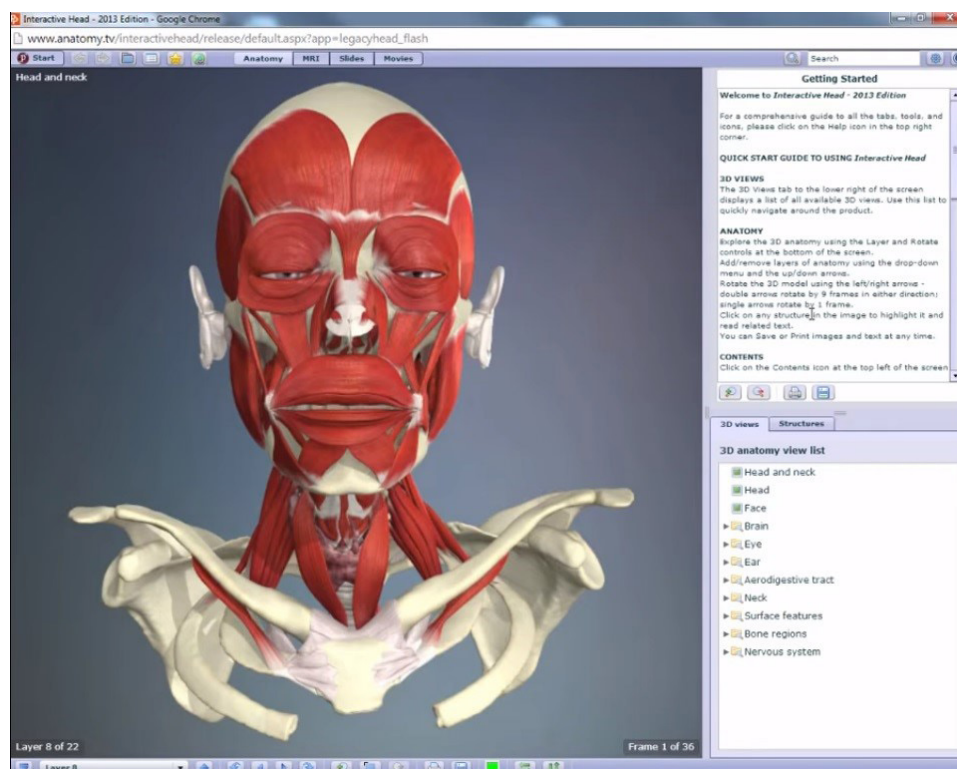 Interactive Head - 2013 Edition - Google Chrome
www.anatomy.tv/interactivehead/release/default.aspx?app=legacyhead_flash
Start Anatomy MRI Slides Movies Search
Head and neck
Getting Started
Welcome to Interactive Head - 2013 Edition
For a comprehensive guide to all the tabs, tools, and
icons, please click on the Help icon in the top right
corner.
QUICK START GUIDE TO USING Interactive Head
3D VIEWS
The 3D Views tab to the lower right of the screen
displays a list of all available 3D views. Use this list to
quickly navigate around the product.
ANATOMY
Explore the 3D anatomy using the Layer and Rotate
controls at the bottom of the screen.
Add/remove layers of anatomy using the drop-down
menu and the up/down arrows.
Rotate the 3D model using the left/right arrows -
double arrows rotate by 9 frames in either direction;
single arrows rotate by 1 frame.
Click on any structure in the image to highlight it and
read related text.
You can Save or Print images and text at any time.
CONTENTS
Click on the Contents icon at the top left of the screen
3D views Structures
3D anatomy view list
Head and neck
Head
Face
Brain
Eye
Ear
Aerodigestive tract
Neck
Surface features
Bone regions
Nervous system
Layer 8 of 22
Frame 1 of 36
Layer 8